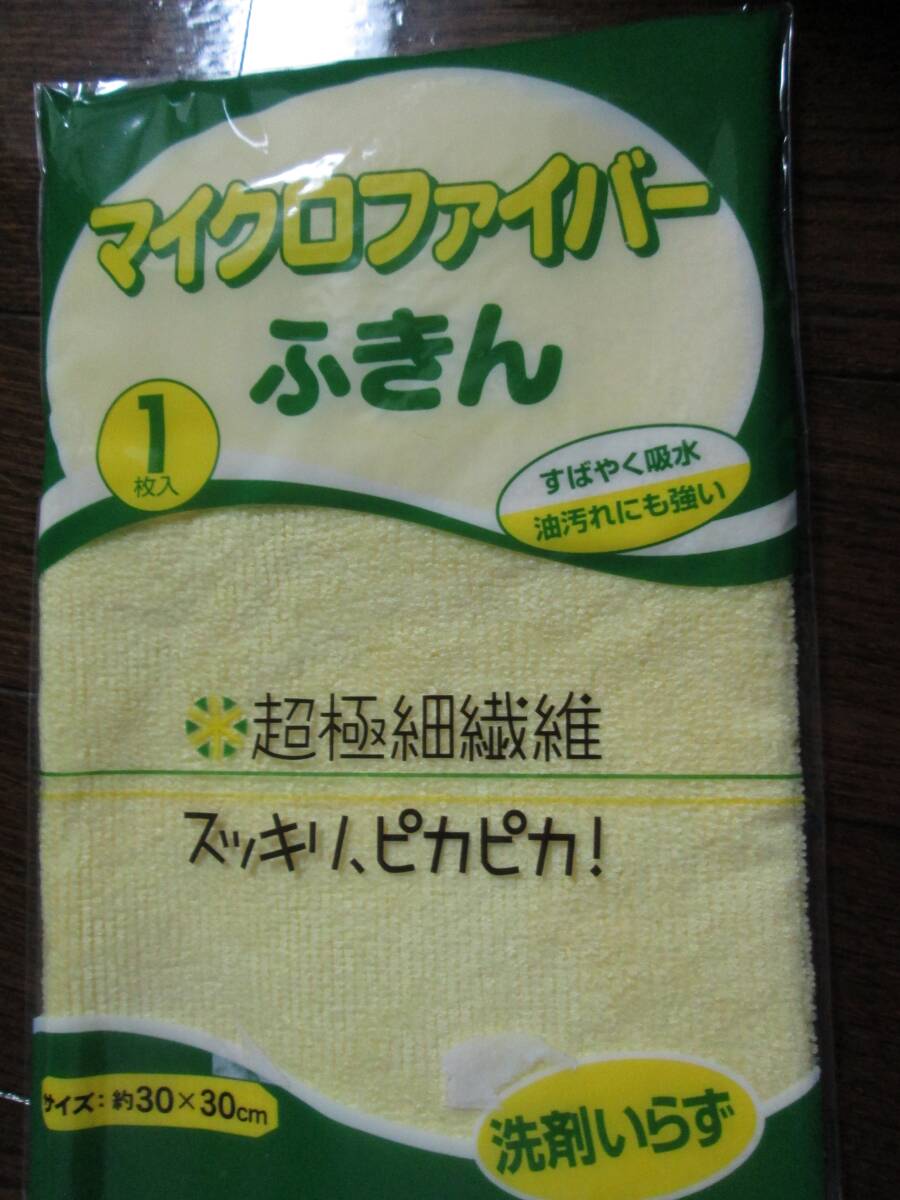 マイクロファイバー
ふきん
1
枚入
すばやく吸水
油汚れにも強い
超極細繊維
スッキリ、ピカピカ!
サイズ:約30×30cm
洗剤いらず